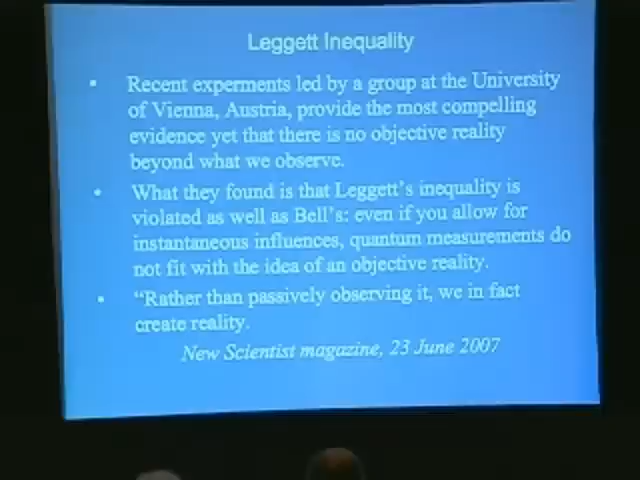 Leggett Inequality
• Recent experments led by a group at the University
of Vienna, Austria, provide the most compelling
evidence yet that there is no objective reality
beyond what we observe.
• What they found is that Leggett's inequality is
violated as well as Bell's: even if you allow for
instantaneous influences, quantum measurements do
not fit with the idea of an objective reality.
• “Rather than passively observing it, we in fact
create reality.
New Scientist magazine, 23 June 2007